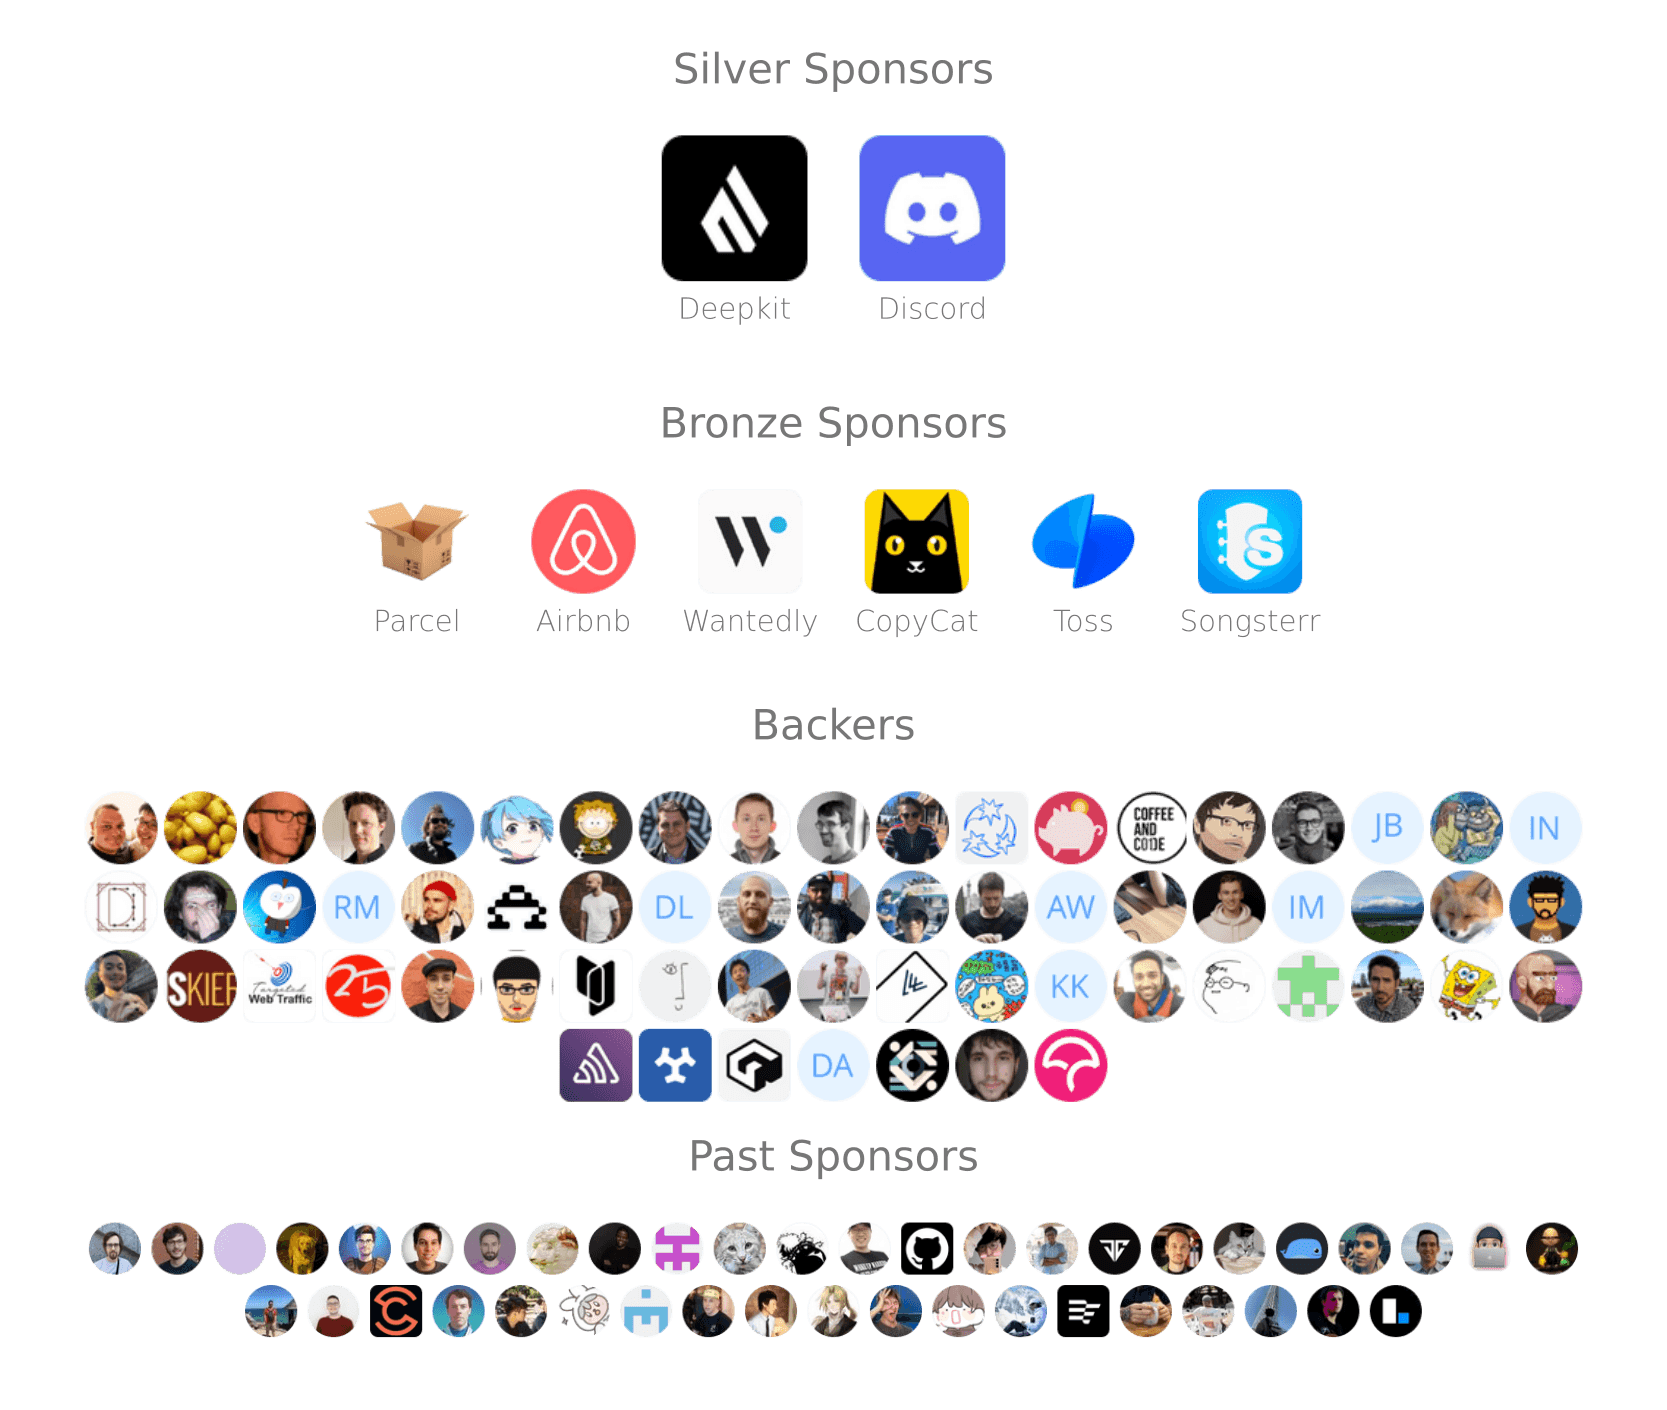 Silver Sponsors
Deepkit Discord
Bronze Sponsors
Parcel Airbnb Wantedly CopyCat Toss Songsterr
Backers
COFFEE
AND
CODE
JB
IN
RM
DL
AW
IM
SKIEF
Targeted
Web Traffic
25
KK
DA
Past Sponsors